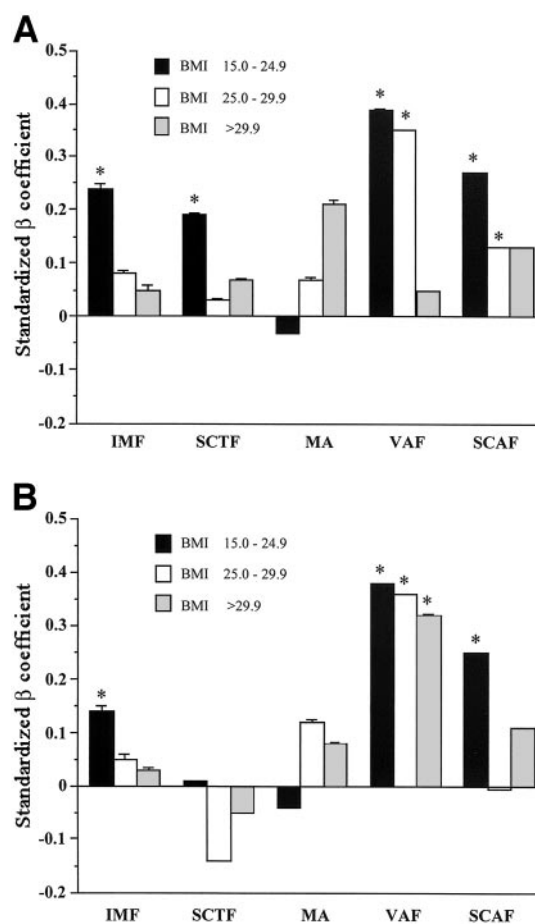 A
Standardized β coefficient
0.5
0.4
0.3
0.2
0.1
0
-0.1
-0.2
BMI 15.0 - 24.9
BMI 25.0 - 29.9
BMI >29.9
* * * * * *
IMF SCTF MA VAF SCAF
B
Standardized β coefficient
0.5
0.4
0.3
0.2
0.1
0
-0.1
-0.2
BMI 15.0 - 24.9
BMI 25.0 - 29.9
BMI >29.9
* * * * *
IMF SCTF MA VAF SCAF